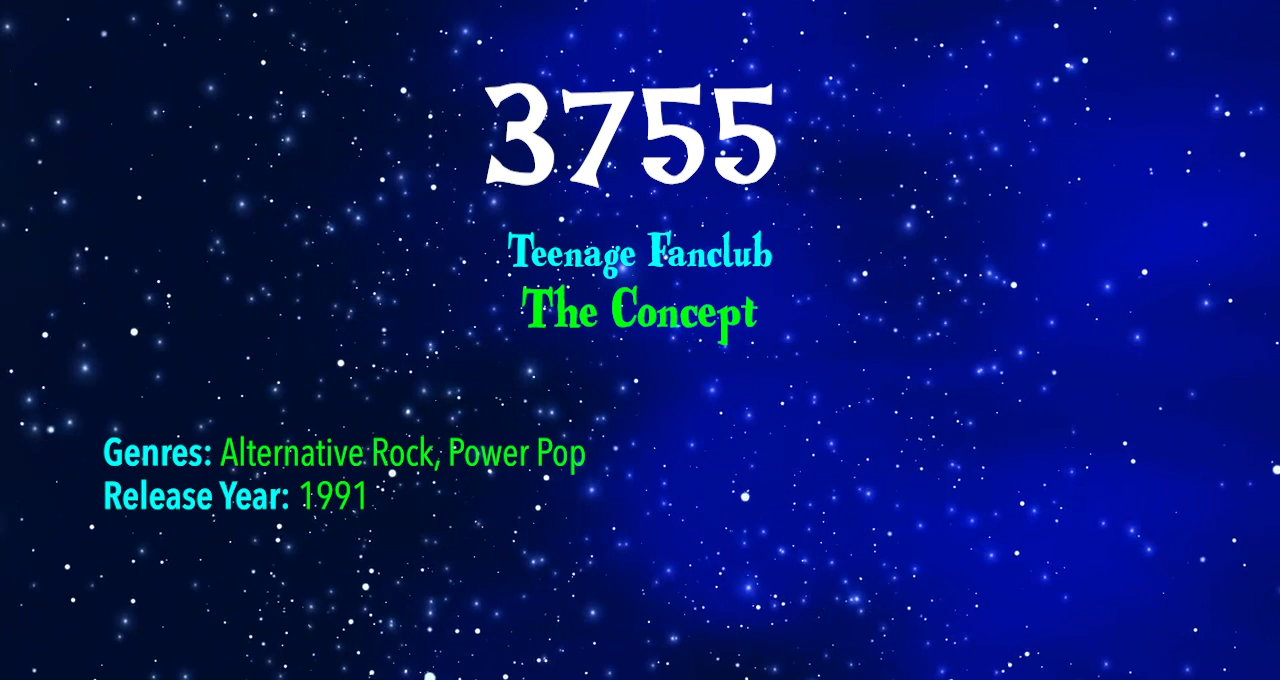 3755
Teenage Fanclub
The Concept
Genres: Alternative Rock, Power Pop
Release Year: 1991